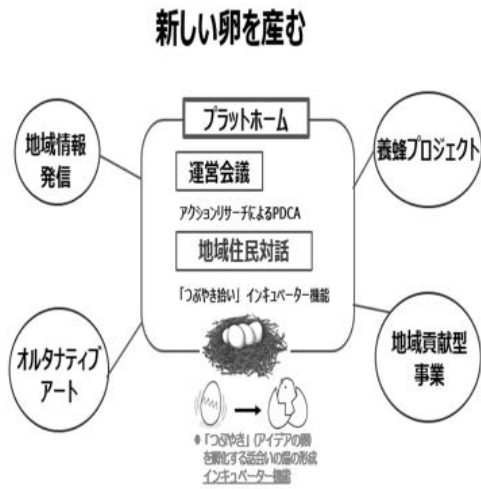 新しい卵を産む
プラットホーム
地域情報
発信
養蜂プロジェクト
運営会議
アクションリサーチによるPDCA
地域住民対話
「つぶやき拾い」 インキュベーター機能
オルタナティブ
アート
地域貢献型
事業
● 「つぶやき」(アイデアの卵)
を孵化する話合いの場の形成
インキュベーター機能